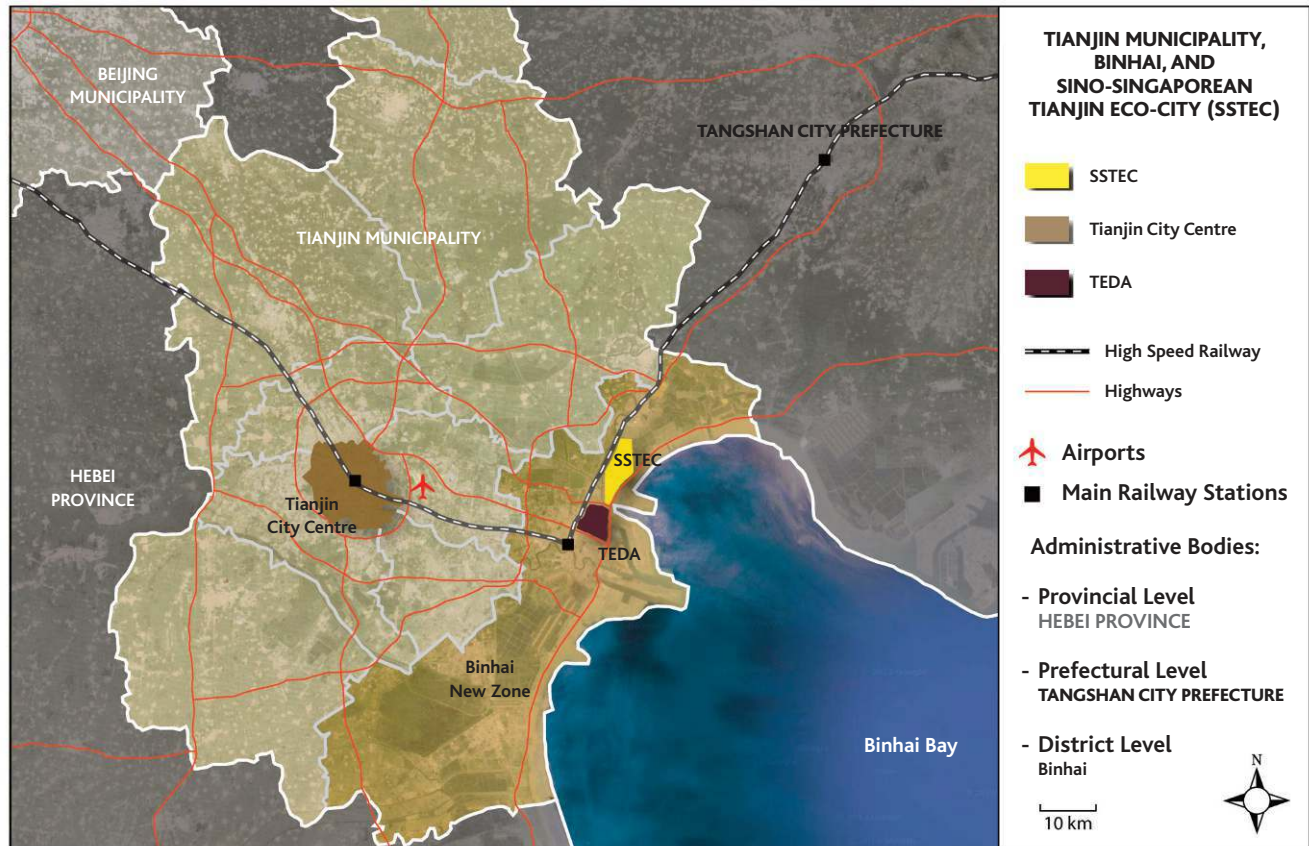 BEIJING
MUNICIPALITY
TANGSHAN CITY PREFECTURE
TIANJIN MUNICIPALITY
HEBEI
PROVINCE
Tianjin
City Centre
SSTEC
TEDA
Binhai
New Zone
Binhai Bay
TIANJIN MUNICIPALITY,
BINHAI, AND
SINO-SINGAPOREAN
TIANJIN ECO-CITY (SSTEC)
SSTEC
Tianjin City Centre
TEDA
High Speed Railway
Highways
Airports
Main Railway Stations
Administrative Bodies:
- Provincial Level
HEBEI PROVINCE
- Prefectural Level
TANGSHAN CITY PREFECTURE
- District Level
Binhai
N
10 km